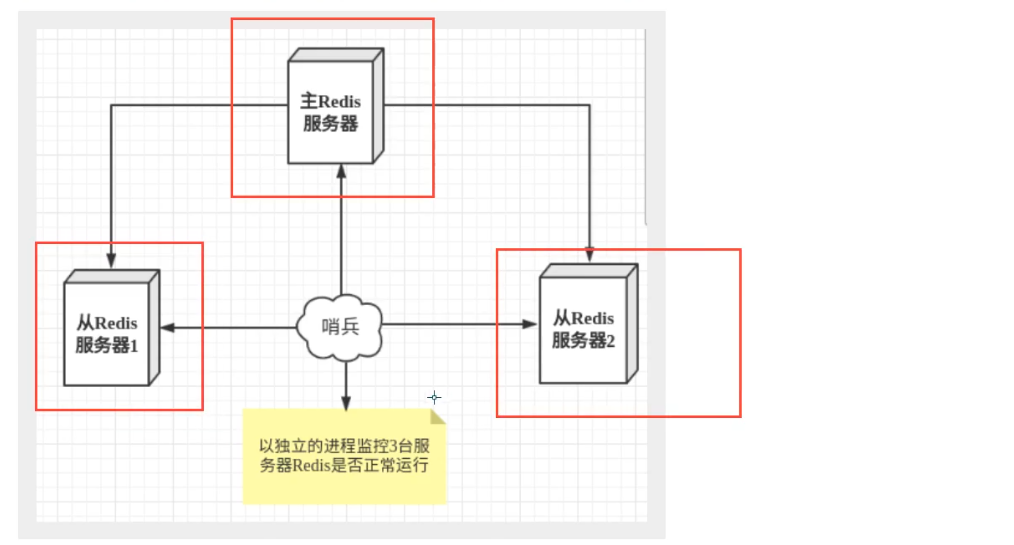 主Redis
服务器
从Redis
服务器1
哨兵
从Redis
服务器2
以独立的进程监控3台服
务器Redis是否正常运行